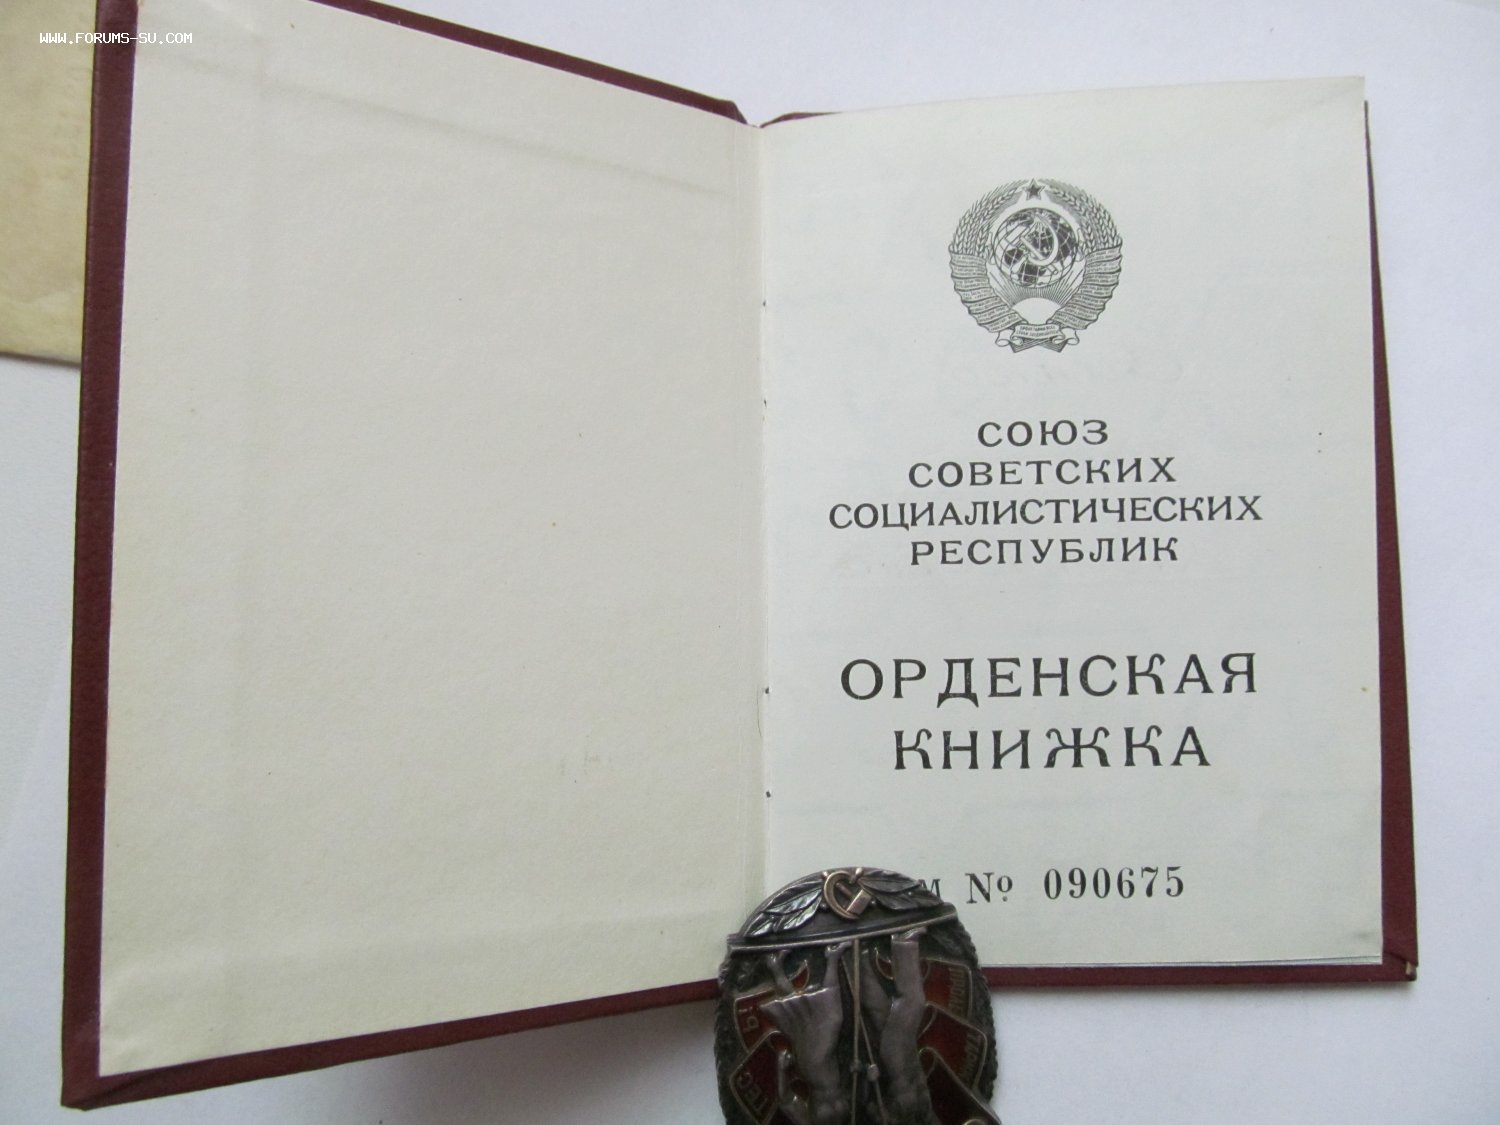 WWW.FORUMS-SU.COM
СОЮЗ
СОВЕТСКИХ
СОЦИАЛИСТИЧЕСКИХ
РЕСПУБЛИК
ОРДЕНСКАЯ
КНИЖКА
М № 090675